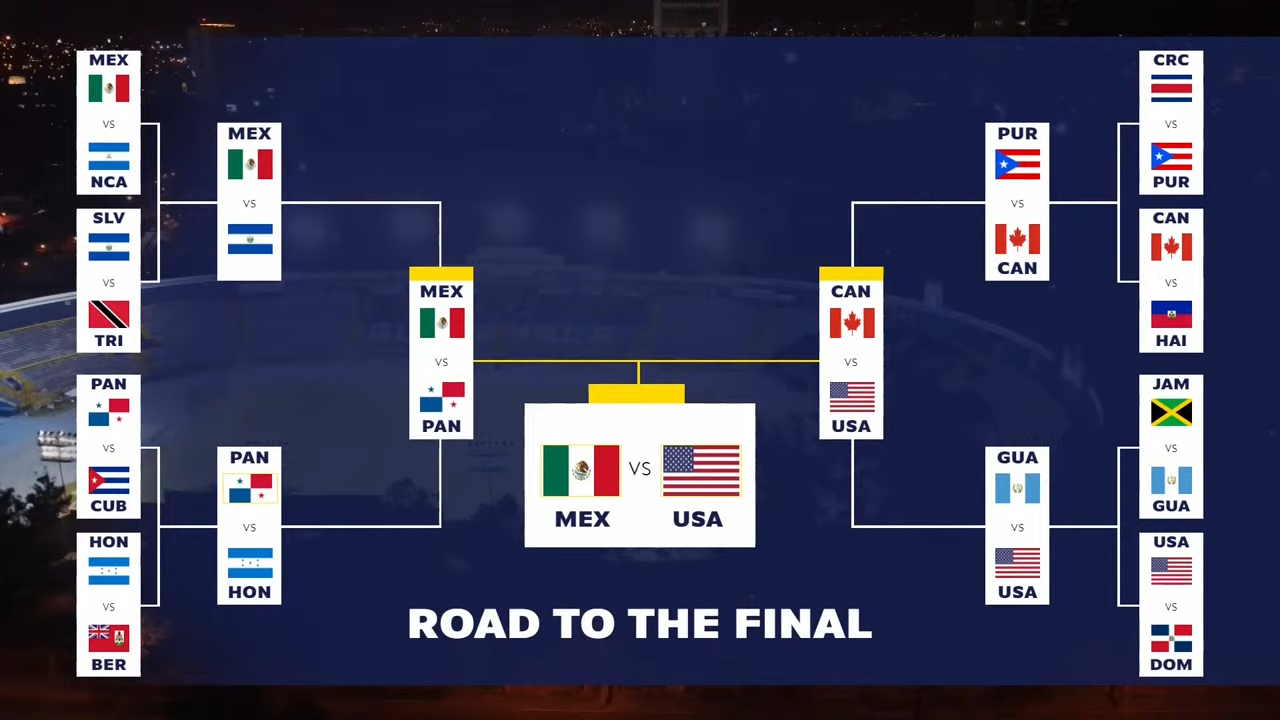 MEX
VS
NCA
SLV
VS
TRI
PAN
VS
CUB
HON
VS
BER
MEX
VS
PAN
VS
HON
MEX
VS
PAN
MEX VS USA
CAN
VS
USA
PUR
VS
CAN
GUA
VS
USA
CRC
VS
PUR
CAN
VS
HAI
JAM
VS
GUA
USA
VS
DOM
ROAD TO THE FINAL